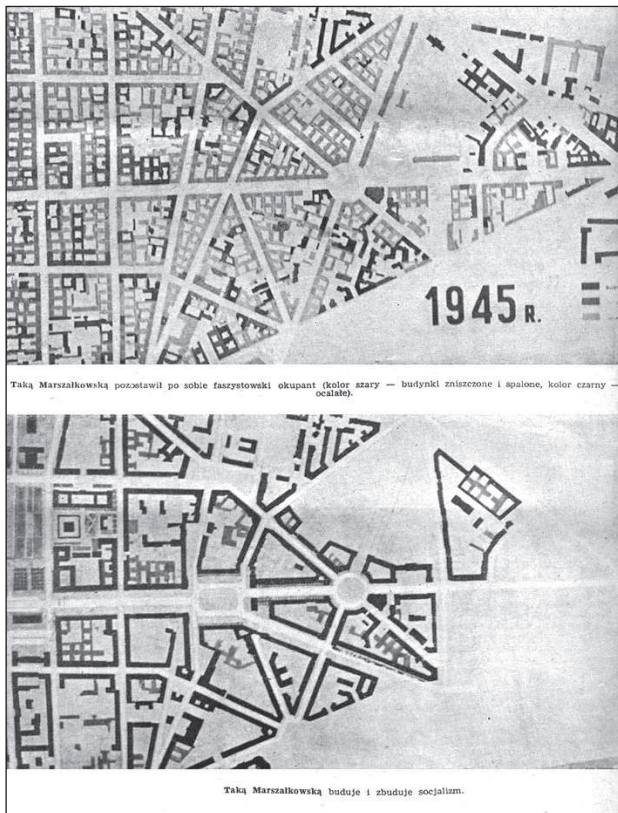 1945 R.
Taką Marszałkowską pozostawił po sobie faszystowski okupant (kolor szary — budynki zniszczone i spalone, kolor czarny —
ocalałe).
Taką Marszałkowską buduje i zbuduje socjalizm.